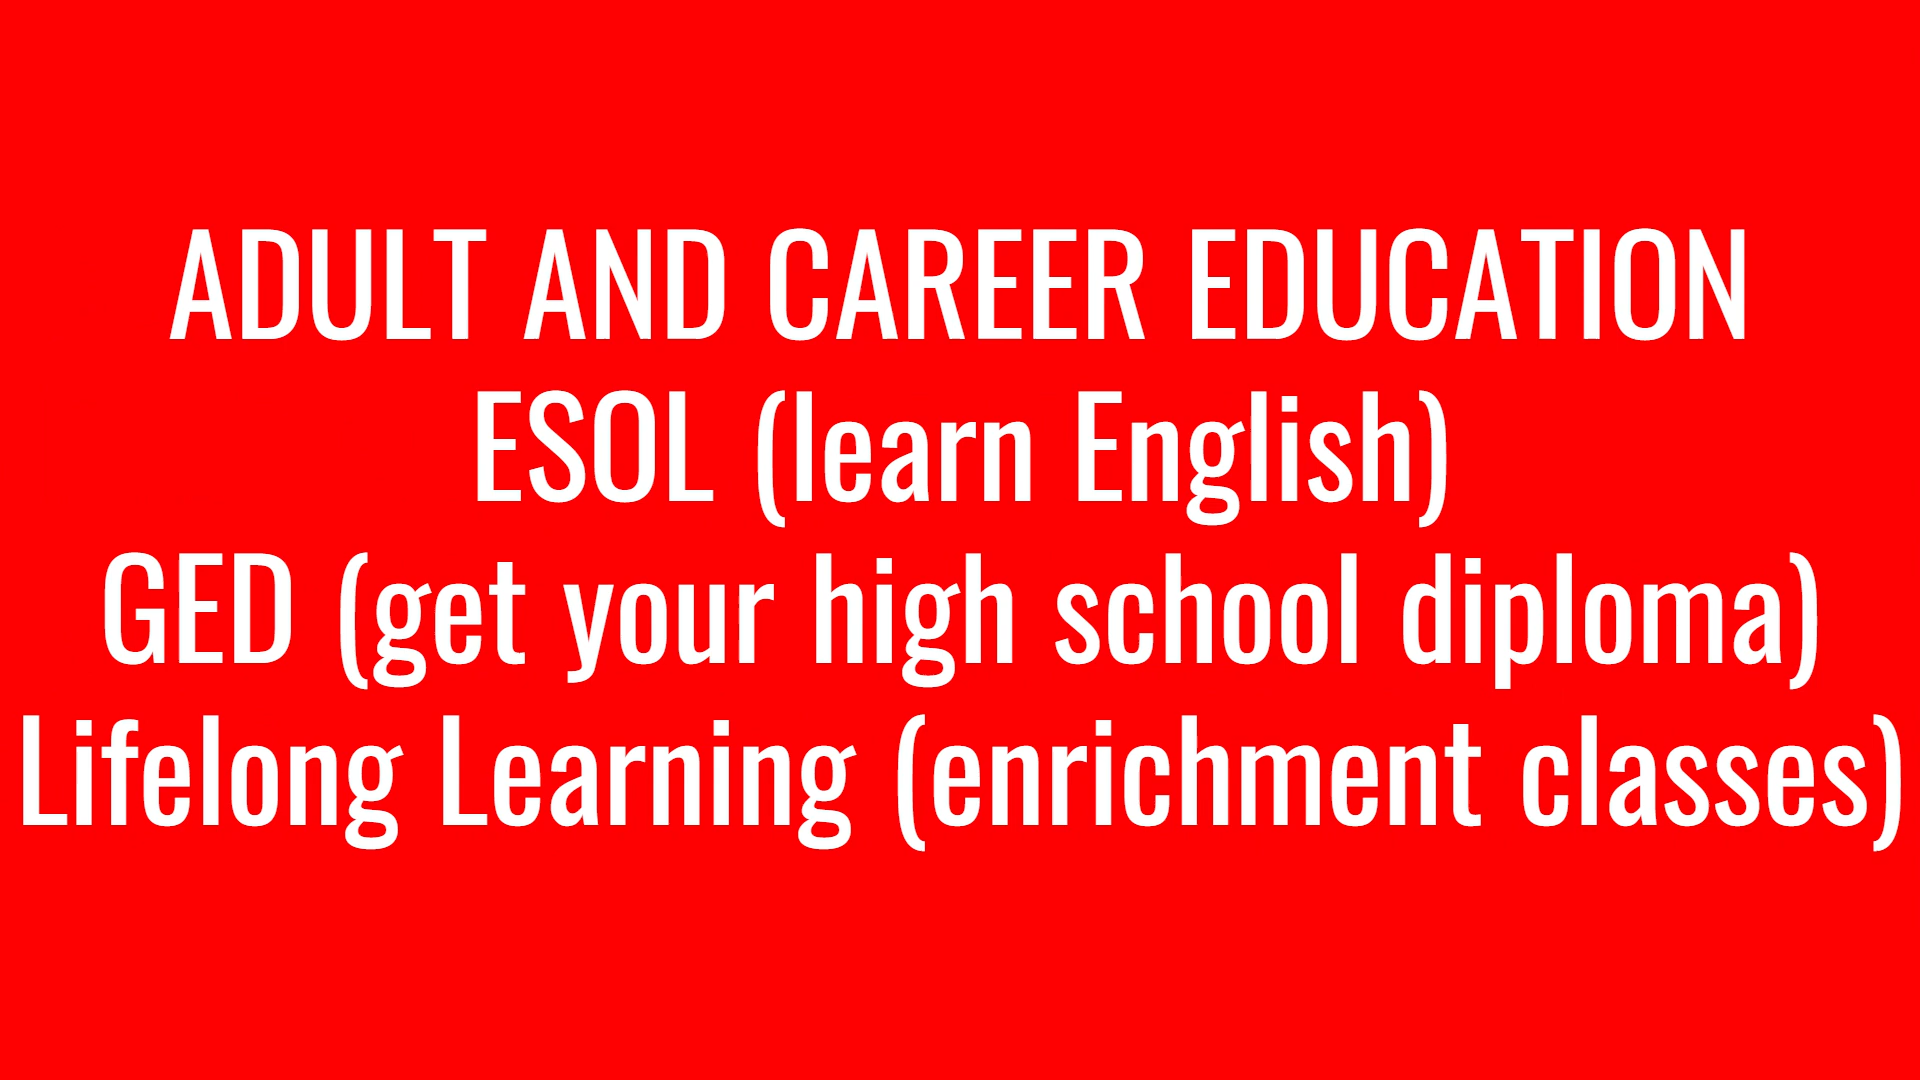 ADULT AND CAREER EDUCATION
ESOL (learn English)
GED (get your high school diploma)
Lifelong Learning (enrichment classes)